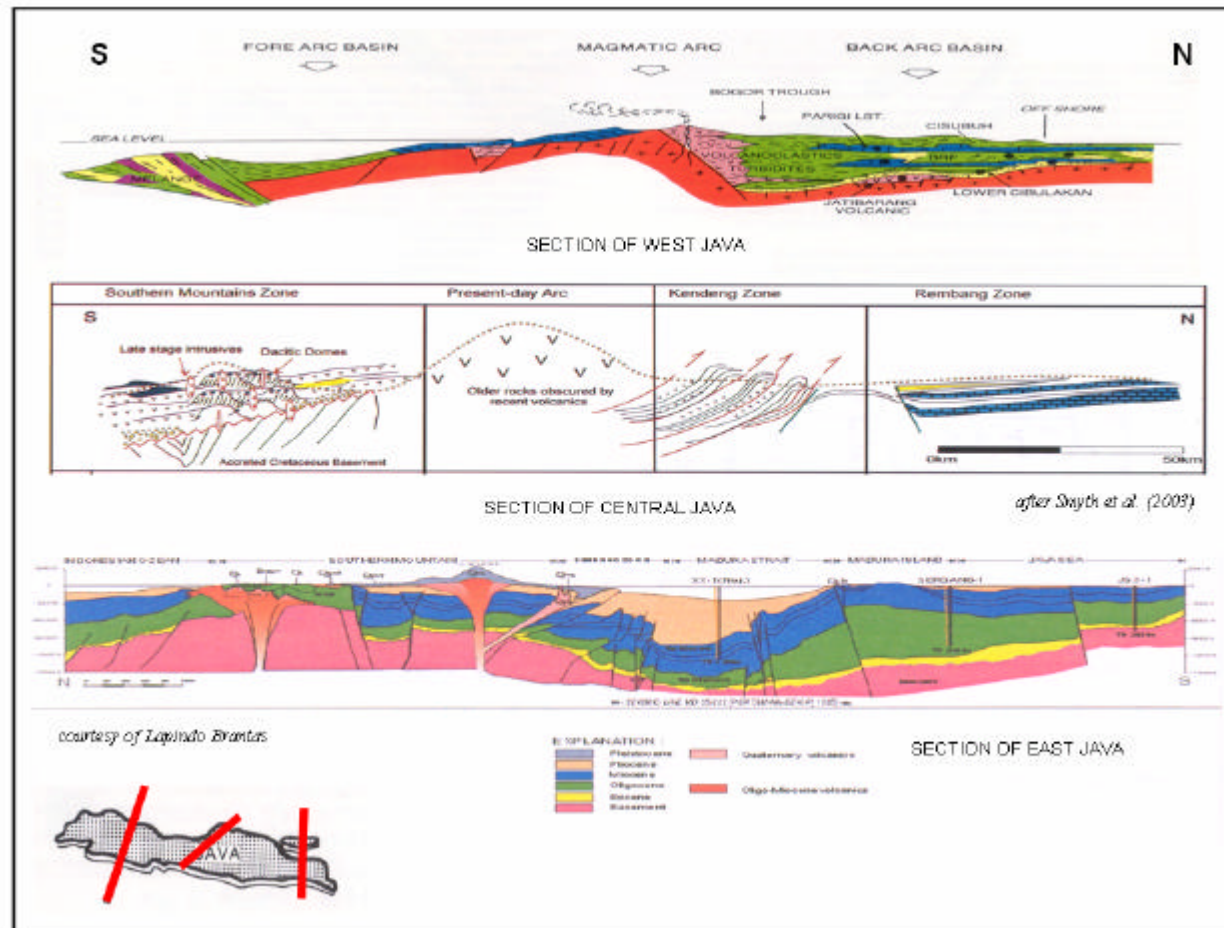 S
FORE ARC BASIN
MAGMATIC ARC
BACK ARC BASIN
N
BOGOR TROUGH
PARIGI LST.
CISUBUH
OFF SHORE
SEA LEVEL
MELANGE
VOLCANOCLASTICS
TURBIDITES
BRF
JATIBARANG
VOLCANIC
LOWER CIBULAKAN
SECTION OF WEST JAVA
Southern Mountains Zone
Present-day Arc
Kendeng Zone
Rembang Zone
S
N
Late stage Intrusives
Dacitic Domes
Older rocks obscured by
recent volcanics
Accreted Cretaceous Basement
0km
50km
SECTION OF CENTRAL JAVA
after Smyth et al. (2003)
MADURA STRAIT
MADURA ISLAND
JAVA SEA
N
S
courtesy of Lapindo Brantas
EXPLANATION :
Pleistocene
Pliocene
Miocene
Oligocene
Eocene
Basement
Quaternary volcanics
Oligo-Miocene volcanics
SECTION OF EAST JAVA
JAVA